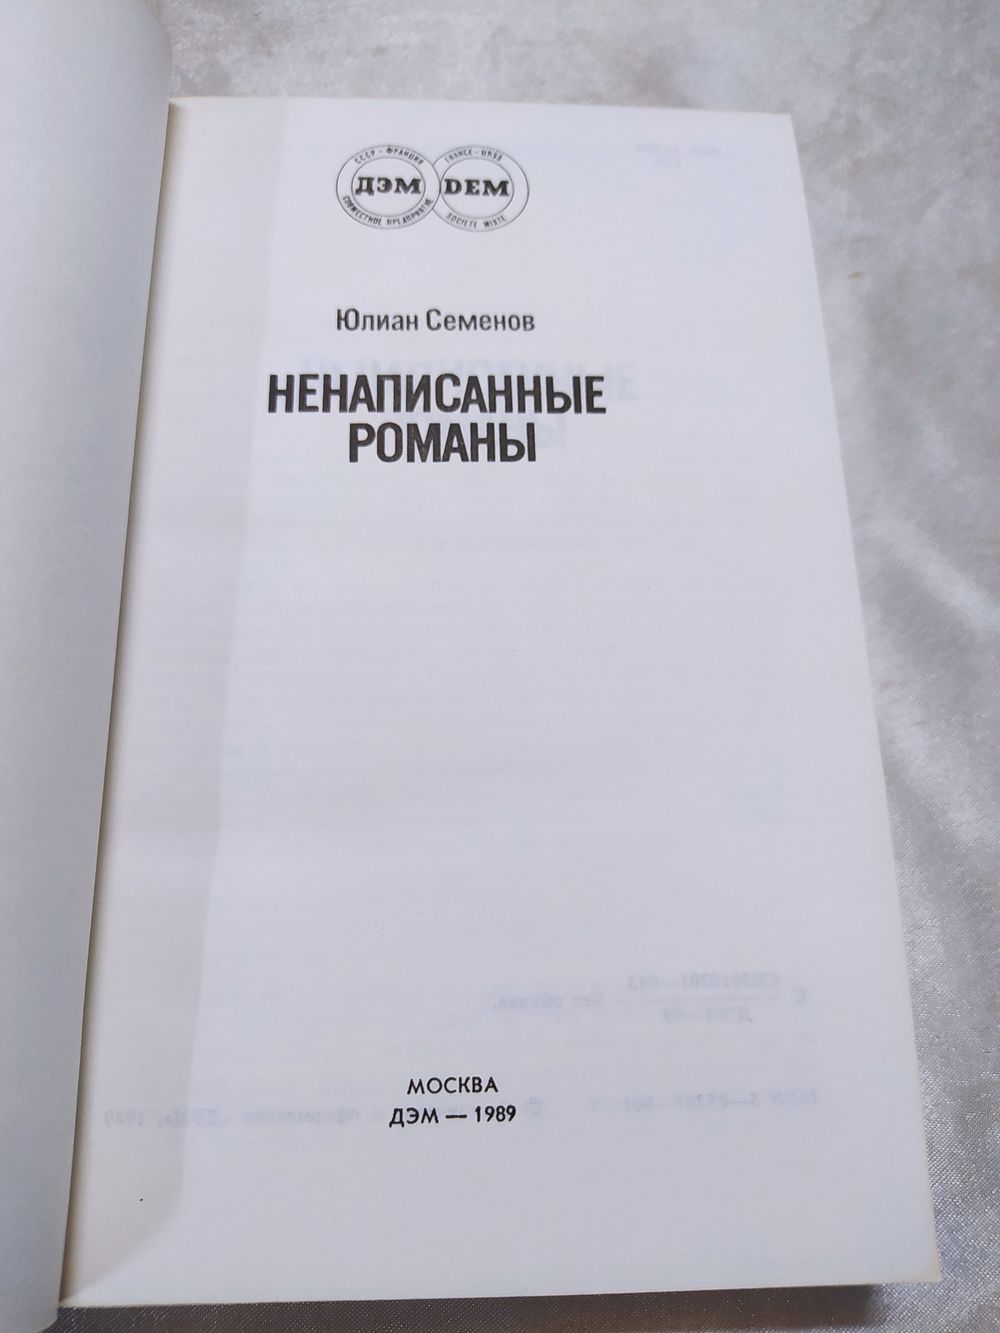 СССР - ФРАНЦИЯ
ДЭМ
СОВМЕСТНОЕ ПРЕДПРИЯТИЕ
FRANCE - URSS
DEM
SOCIETE MIXTE
Юлиан Семенов
НЕНАПИСАННЫЕ
РОМАНЫ
МОСКВА
ДЭМ — 1989